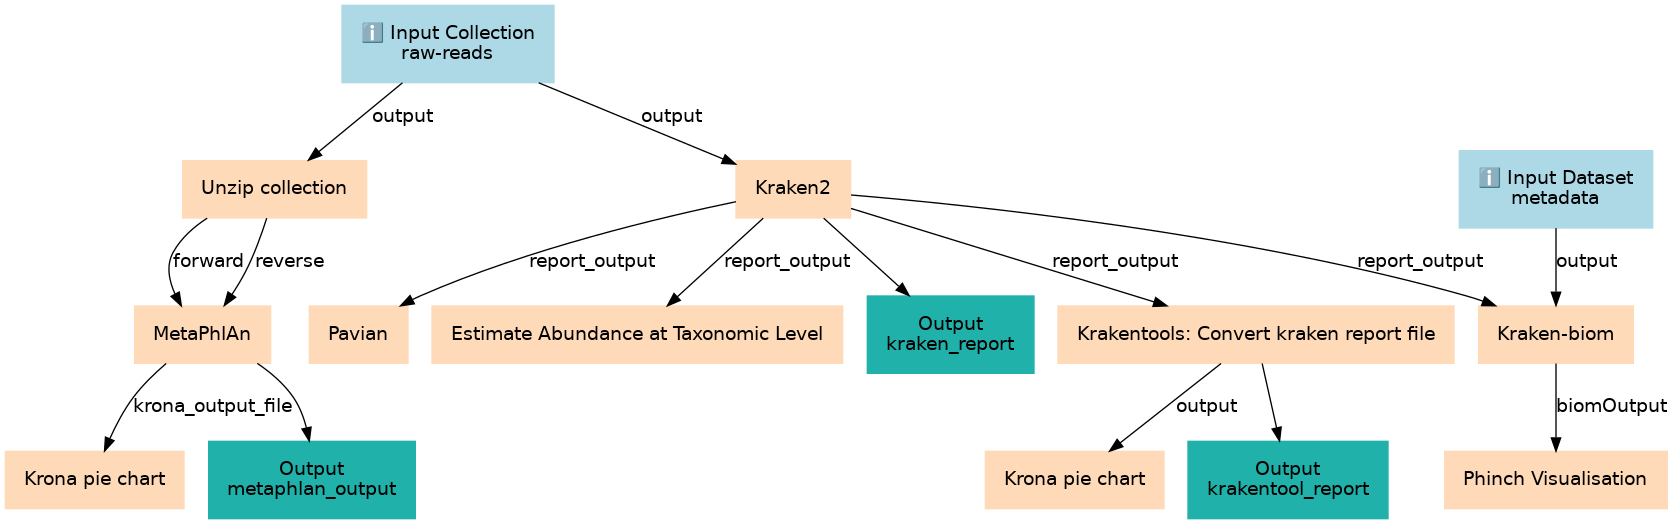 ℹ️ Input Collection
raw-reads
output
output
Unzip collection
Kraken2
ℹ️ Input Dataset
metadata
forward
reverse
report_output
report_output
report_output
report_output
output
MetaPhlAn
Pavian
Estimate Abundance at Taxonomic Level
Output
kraken_report
Krakentools: Convert kraken report file
Kraken-biom
krona_output_file
output
biomOutput
Krona pie chart
Output
metaphlan_output
Krona pie chart
Output
krakentool_report
Phinch Visualisation